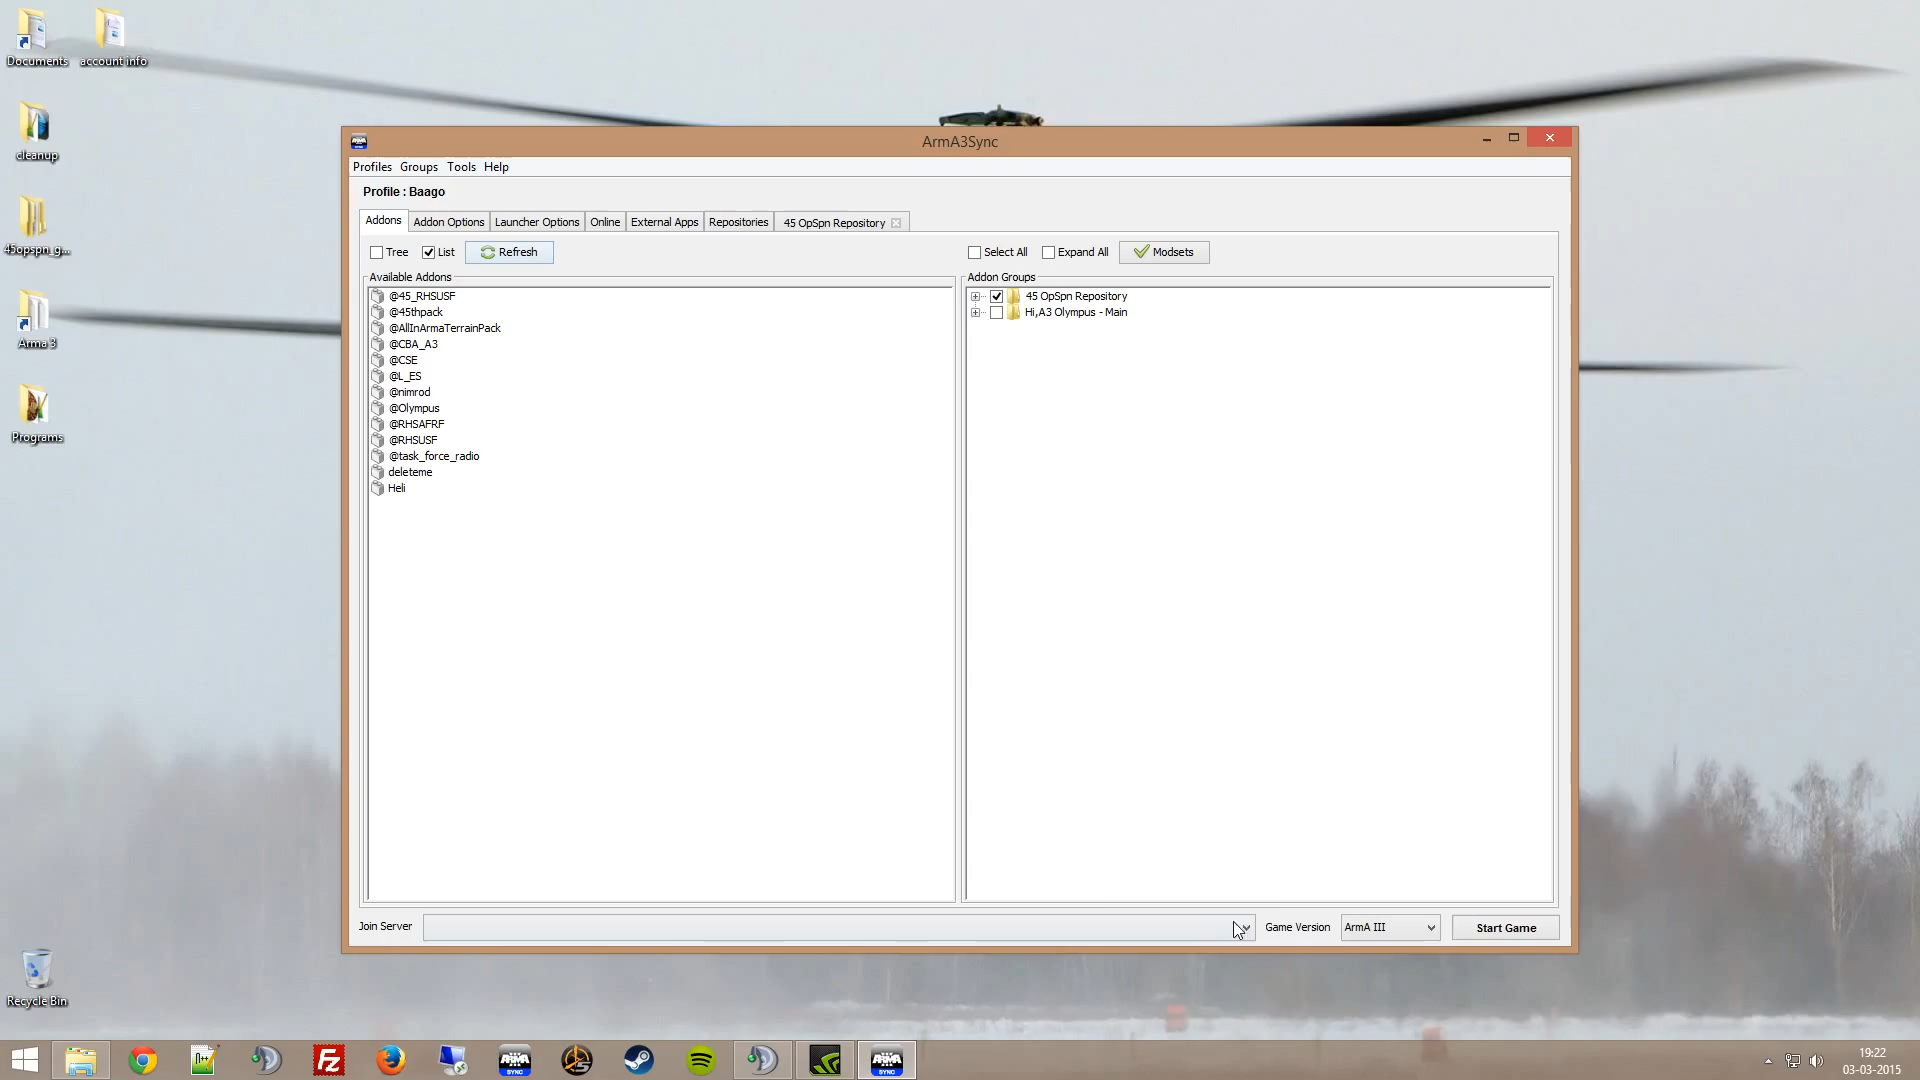 Documents
account info
cleanup
45opspn_g...
Arma 3
Programs
Recycle Bin
ArmA3Sync
Profiles Groups Tools Help
Profile : Baago
Addons Addon Options Launcher Options Online External Apps Repositories 45 OpSpn Repository
Tree List Refresh
Select All Expand All Modsets
Available Addons
@45_RHSUSF
@45thpack
@AllInArmaTerrainPack
@CBA_A3
@CSE
@L_ES
@nimrod
@Olympus
@RHSAFRF
@RHSUSF
@task_force_radio
deleteme
Heli
Addon Groups
45 OpSpn Repository
Hi,A3 Olympus - Main
Join Server Game Version ArmA III Start Game
19:22
03-03-2015